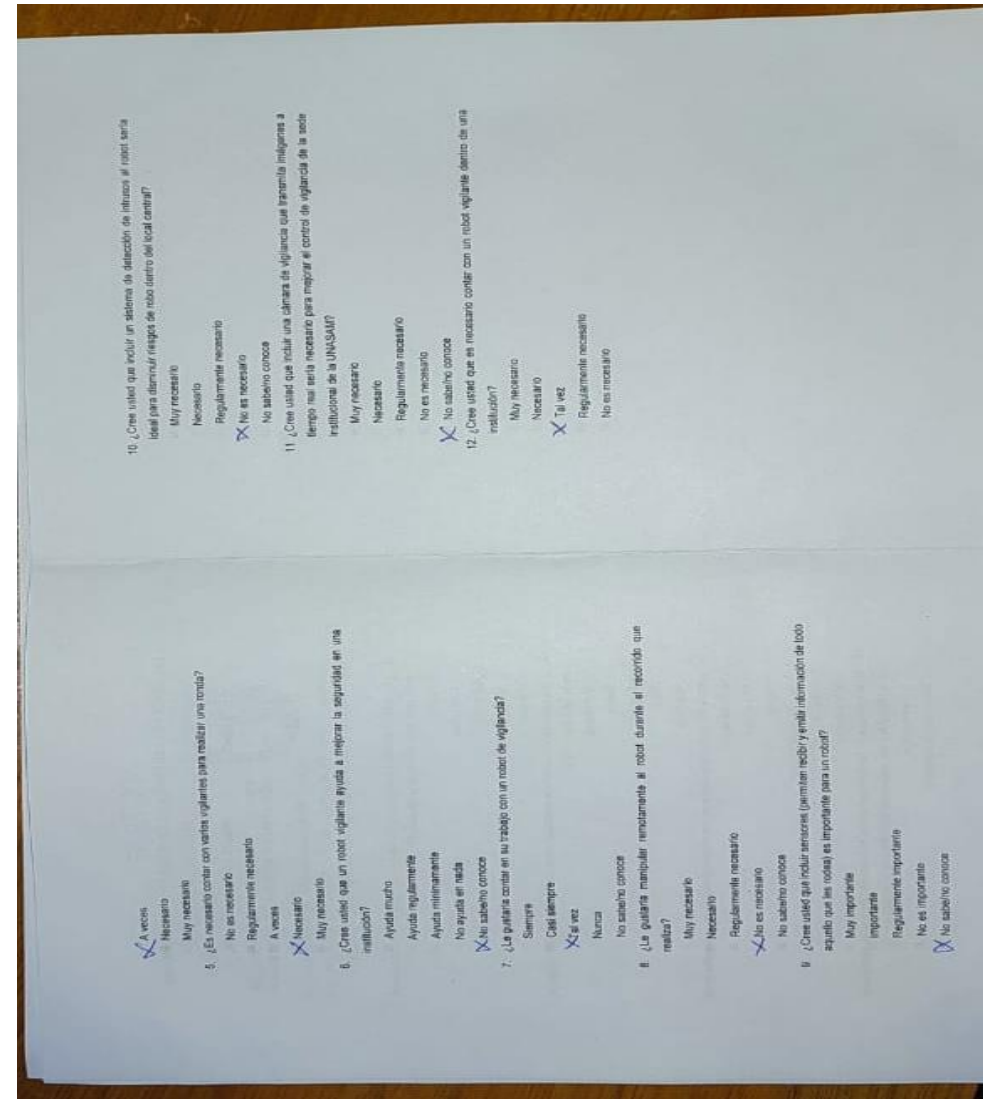 X A veces
Necesario
Muy necesario
5. ¿Es necesario contar con varios vigilantes para realizar una ronda?
No es necesario
Regularmente necesario
A veces
X Necesario
Muy necesario
6. ¿Cree usted que un robot vigilante ayuda a mejorar la seguridad en una
institución?
Ayuda mucho
Ayuda regularmente
Ayuda mínimamente
No ayuda en nada
X No sabe/no conoce
7. ¿Le gustaría contar en su trabajo con un robot de vigilancia?
Siempre
Casi siempre
X Tal vez
Nunca
No sabe/no conoce
8. ¿Le gustaría manipular remotamente al robot durante el recorrido que
realiza?
Muy necesario
Necesario
Regularmente necesario
X No es necesario
No sabe/no conoce
9. ¿Cree usted que incluir sensores (permiten recibir y emitir información de todo
aquello que les rodea) es importante para un robot?
Muy importante
importante
Regularmente importante
No es importante
X No sabe/no conoce
10. ¿Cree usted que incluir un sistema de detección de intrusos al robot sería
ideal para disminuir riesgos de robo dentro del local central?
Muy necesario
Necesario
Regularmente necesario
X No es necesario
No sabe/no conoce
11. ¿Cree usted que incluir una cámara de vigilancia que transmita imágenes a
tiempo real sería necesario para mejorar el control de vigilancia de la sede
institucional de la UNASAM?
Muy necesario
Necesario
Regularmente necesario
No es necesario
X No sabe/no conoce
12. ¿Cree usted que es necesario contar con un robot vigilante dentro de una
institución?
Muy necesario
Necesario
X Tal vez
Regularmente necesario
No es necesario